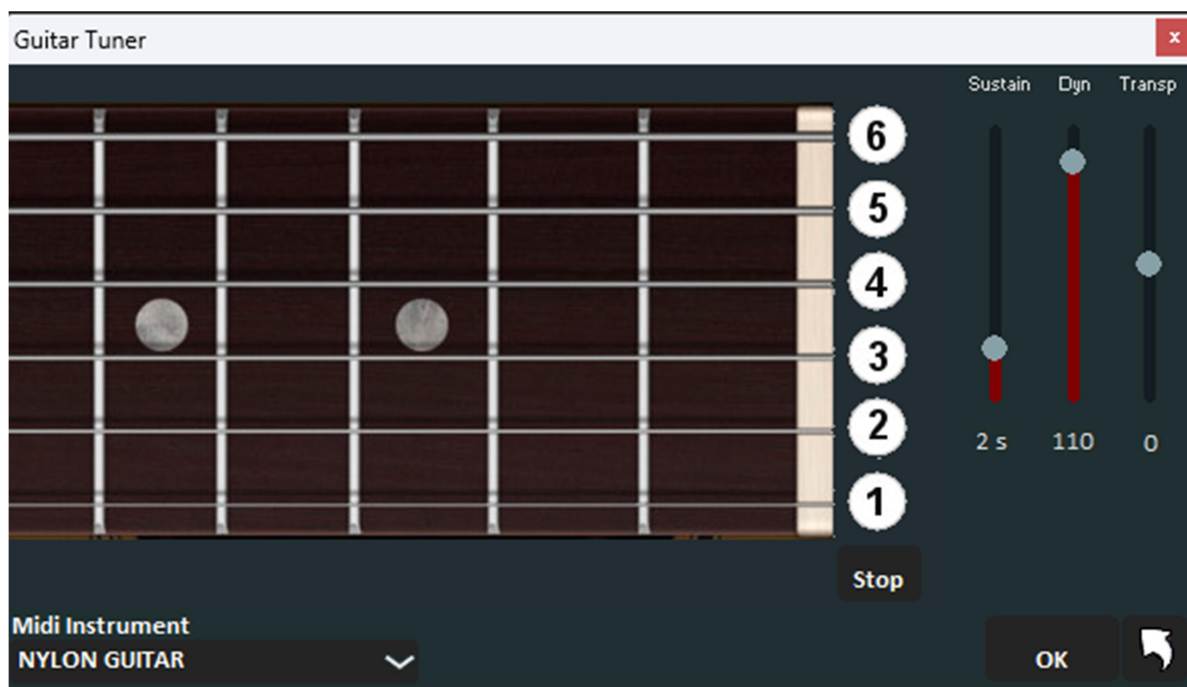 Guitar Tuner
x
Sustain Dyn Transp
6
5
4
3
2
1
2 s 110 0
Stop
Midi Instrument
NYLON GUITAR
OK